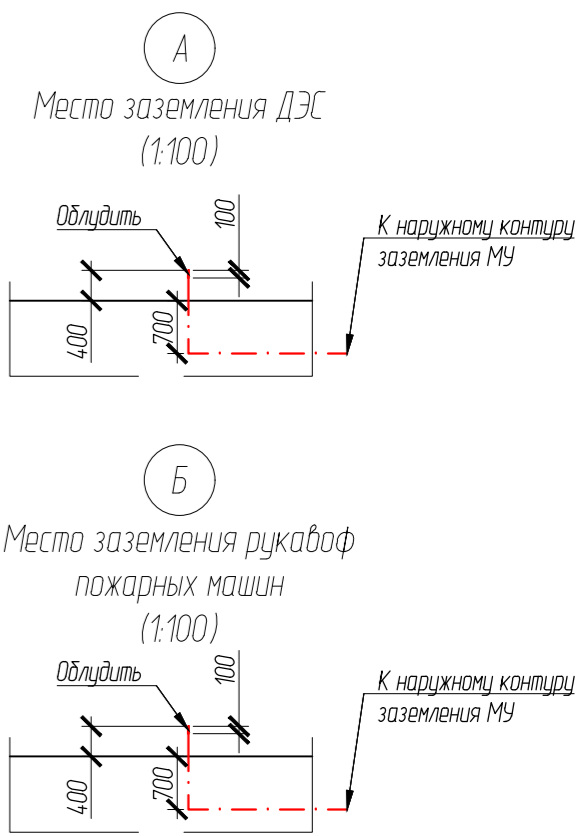 А
Место заземления ДЭС
(1:100)
Облудить
100
К наружному контуру
заземления МУ
400
700
Б
Место заземления рукавоф
пожарных машин
(1:100)
Облудить
100
К наружному контуру
заземления МУ
400
700